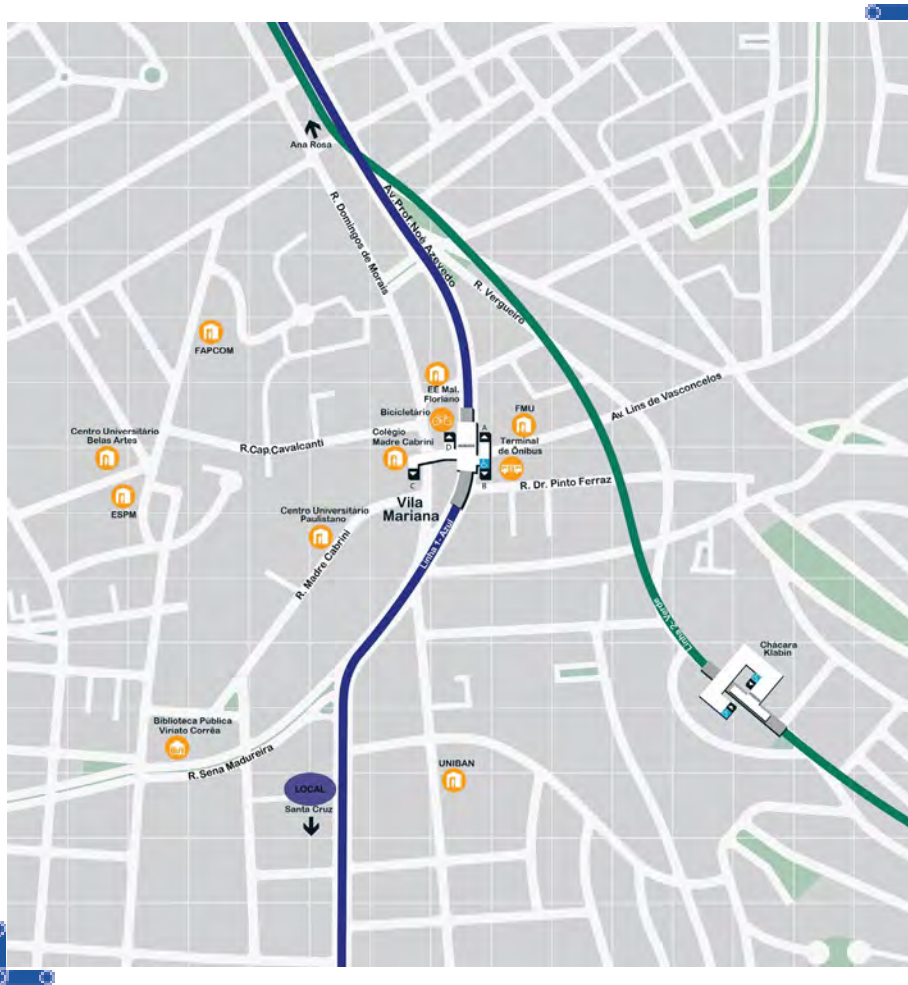 Ana Rosa
R. Domingos de Morais
Av. Prof. Noé Azevedo
R. Vergueiro
FAPCOM
EE Mal.
Floriano
Bicicletário
FMU
Av. Lins de Vasconcelos
Centro Universitário
Belas Artes
R.Cap.Cavalcanti
Colégio
Madre Cabrini
D
A
Terminal
de Ônibus
C
B
R. Dr. Pinto Ferraz
ESPM
Vila
Mariana
Centro Universitário
Paulistano
R. Madre Cabrini
Linha 1- Azul
Linha 2- Verde
Chácara
Klabin
Biblioteca Pública
Viriato Corrêa
R. Sena Madureira
UNIBAN
LOCAL
Santa Cruz